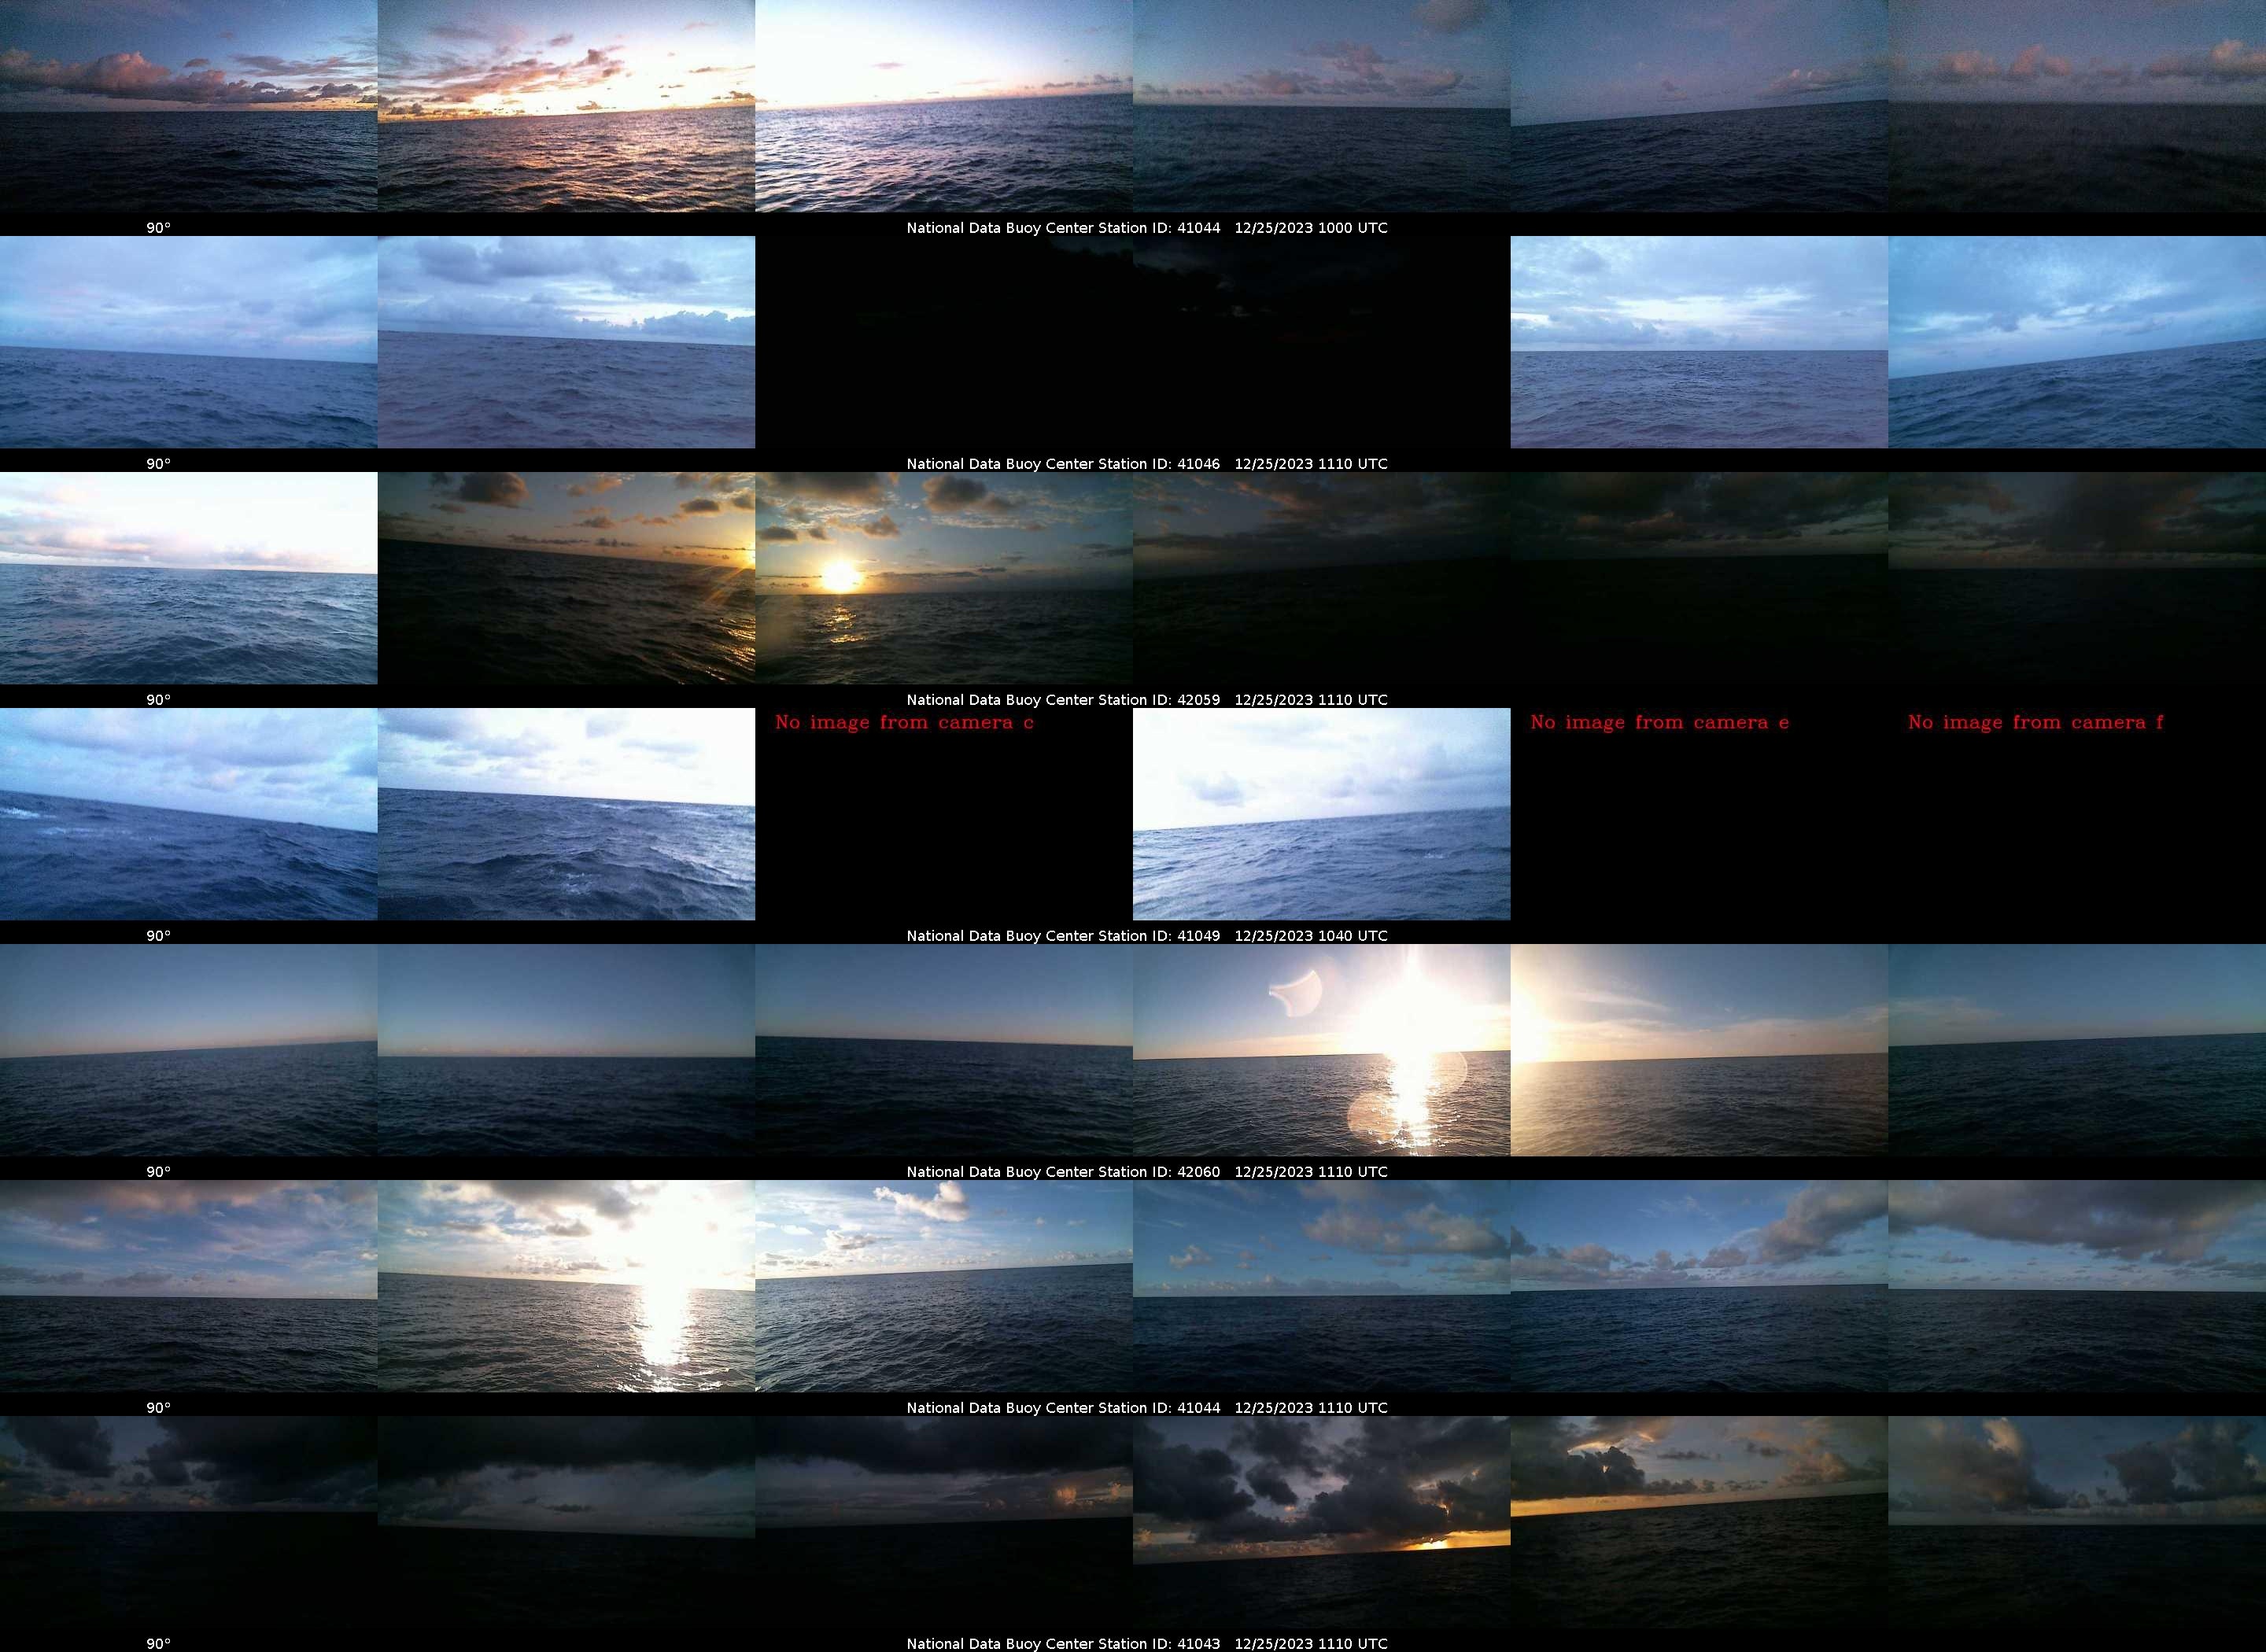 90° National Data Buoy Center Station ID: 41044 12/25/2023 1000 UTC
90° National Data Buoy Center Station ID: 41046 12/25/2023 1110 UTC
90° National Data Buoy Center Station ID: 42059 12/25/2023 1110 UTC
No image from camera c No image from camera e No image from camera f
90° National Data Buoy Center Station ID: 41049 12/25/2023 1040 UTC
90° National Data Buoy Center Station ID: 42060 12/25/2023 1110 UTC
90° National Data Buoy Center Station ID: 41044 12/25/2023 1110 UTC
90° National Data Buoy Center Station ID: 41043 12/25/2023 1110 UTC